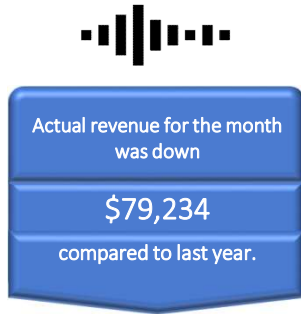 Actual revenue for the month
was down
$79,234
compared to last year.